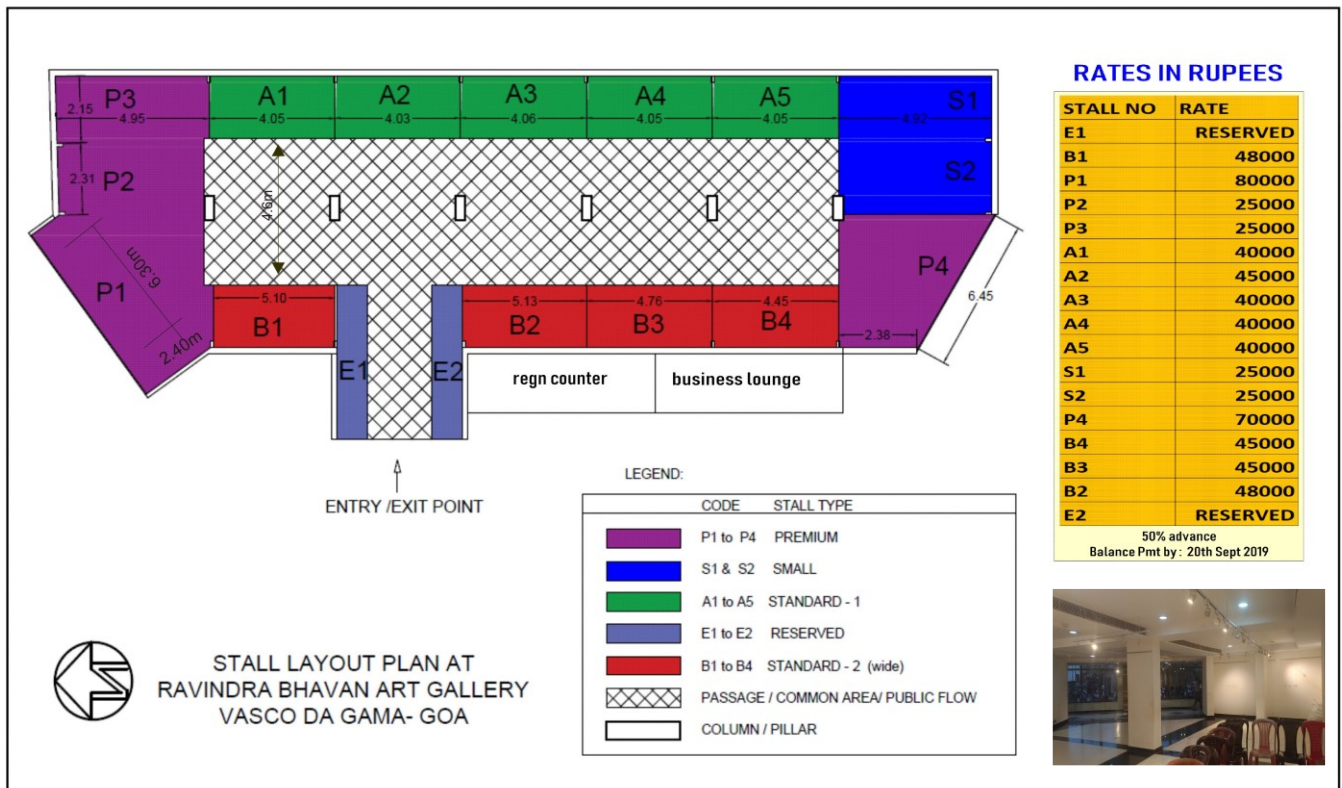 P3
A1
A2
A3
A4
A5
S1
2.15
4.95
4.05
4.03
4.06
4.05
4.05
4.92
P2
2.31
4.6m
S2
P1
6.30m
2.40m
P4
6.45
2.38
5.10
B1
5.13
B2
4.76
B3
4.45
B4
E1
E2
regn counter
business lounge
ENTRY /EXIT POINT
LEGEND:
CODE STALL TYPE
P1 to P4 PREMIUM
S1 & S2 SMALL
A1 to A5 STANDARD - 1
E1 to E2 RESERVED
B1 to B4 STANDARD - 2 (wide)
PASSAGE / COMMON AREA/ PUBLIC FLOW
COLUMN / PILLAR
STALL LAYOUT PLAN AT
RAVINDRA BHAVAN ART GALLERY
VASCO DA GAMA- GOA
RATES IN RUPEES
STALL NO RATE
E1 RESERVED
B1 48000
P1 80000
P2 25000
P3 25000
A1 40000
A2 45000
A3 40000
A4 40000
A5 40000
S1 25000
S2 25000
P4 70000
B4 45000
B3 45000
B2 48000
E2 RESERVED
50% advance
Balance Pmt by : 20th Sept 2019